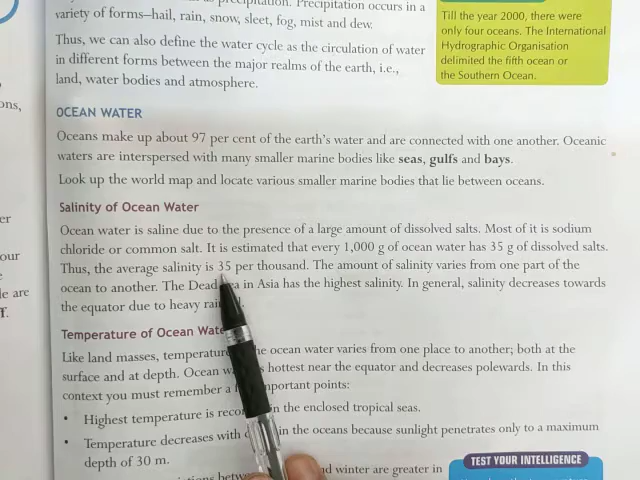 precipitation. Precipitation occurs in a
variety of forms—hail, rain, snow, sleet, fog, mist and dew.
Thus, we can also define the water cycle as the circulation of water
in different forms between the major realms of the earth, i.e.,
land, water bodies and atmosphere.
Till the year 2000, there were
only four oceans. The International
Hydrographic Organisation
delimited the fifth ocean or
the Southern Ocean.
OCEAN WATER
Oceans make up about 97 per cent of the earth's water and are connected with one another. Oceanic
waters are interspersed with many smaller marine bodies like seas, gulfs and bays.
Look up the world map and locate various smaller marine bodies that lie between oceans.
Salinity of Ocean Water
Ocean water is saline due to the presence of a large amount of dissolved salts. Most of it is sodium
chloride or common salt. It is estimated that every 1,000 g of ocean water has 35 g of dissolved salts.
Thus, the average salinity is 35 per thousand. The amount of salinity varies from one part of the
ocean to another. The Dead in Asia has the highest salinity. In general, salinity decreases towards
the equator due to heavy
Temperature of Ocean
Like land masses, temperature ocean water varies from one place to another; both at the
surface and at depth. Ocean hottest near the equator and decreases polewards. In this
context you must remember a important points:
• Highest temperature is in the enclosed tropical seas.
• Temperature decreases with in the oceans because sunlight penetrates only to a maximum
depth of 30 m.
winter are greater in
TEST YOUR INTELLIGENCE
ons,
er
our
e
le are
T.